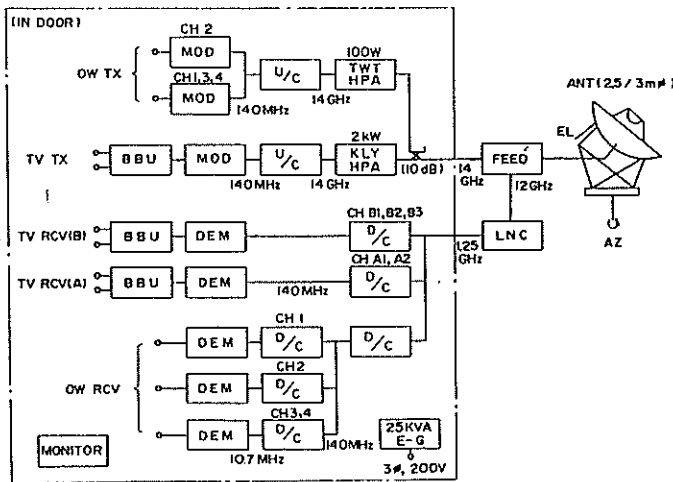 (IN DOOR)
CH 2
MOD
OW TX
CH1,3,4
MOD
140MHz
U/C
14GHz
100W
TWT
HPA
ANT(2.5/3mφ)
EL
AZ
TV TX
BBU
MOD
140MHz
U/C
14GHz
2kW
KLY
HPA
(10dB)
14
GHz
FEED
12GHz
LNC
1.25
GHz
TV RCV(B)
BBU
DEM
CH B1,B2,B3
D/C
TV RCV(A)
BBU
DEM
140MHz
CH A1, A2
D/C
OW RCV
DEM
CH 1
D/C
D/C
DEM
CH2
D/C
DEM
CH3,4
D/C
10.7 MHz
140MHz
MONITOR
25KVA
E-G
3φ, 200V